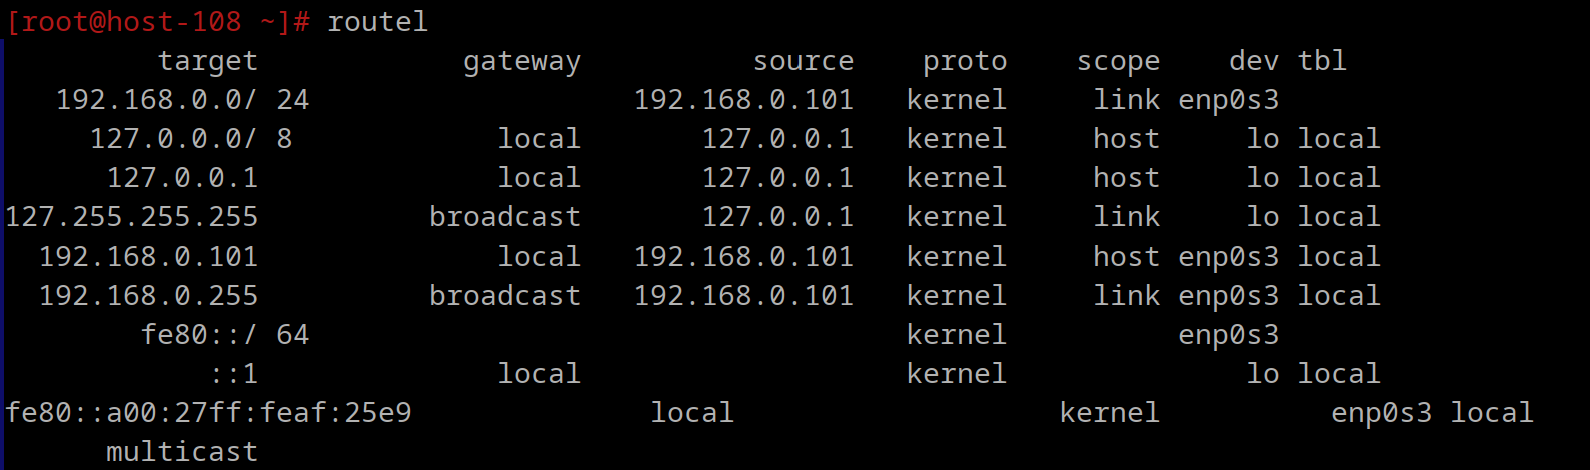 [root@host-108 ~]# routel
target gateway source proto scope dev tbl
192.168.0.0/ 24 192.168.0.101 kernel link enp0s3
127.0.0.0/ 8 local 127.0.0.1 kernel host lo local
127.0.0.1 local 127.0.0.1 kernel host lo local
127.255.255.255 broadcast 127.0.0.1 kernel link lo local
192.168.0.101 local 192.168.0.101 kernel host enp0s3 local
192.168.0.255 broadcast 192.168.0.101 kernel link enp0s3 local
fe80::/ 64 kernel enp0s3
::1 local kernel lo local
fe80::a00:27ff:feaf:25e9 local kernel enp0s3 local
multicast